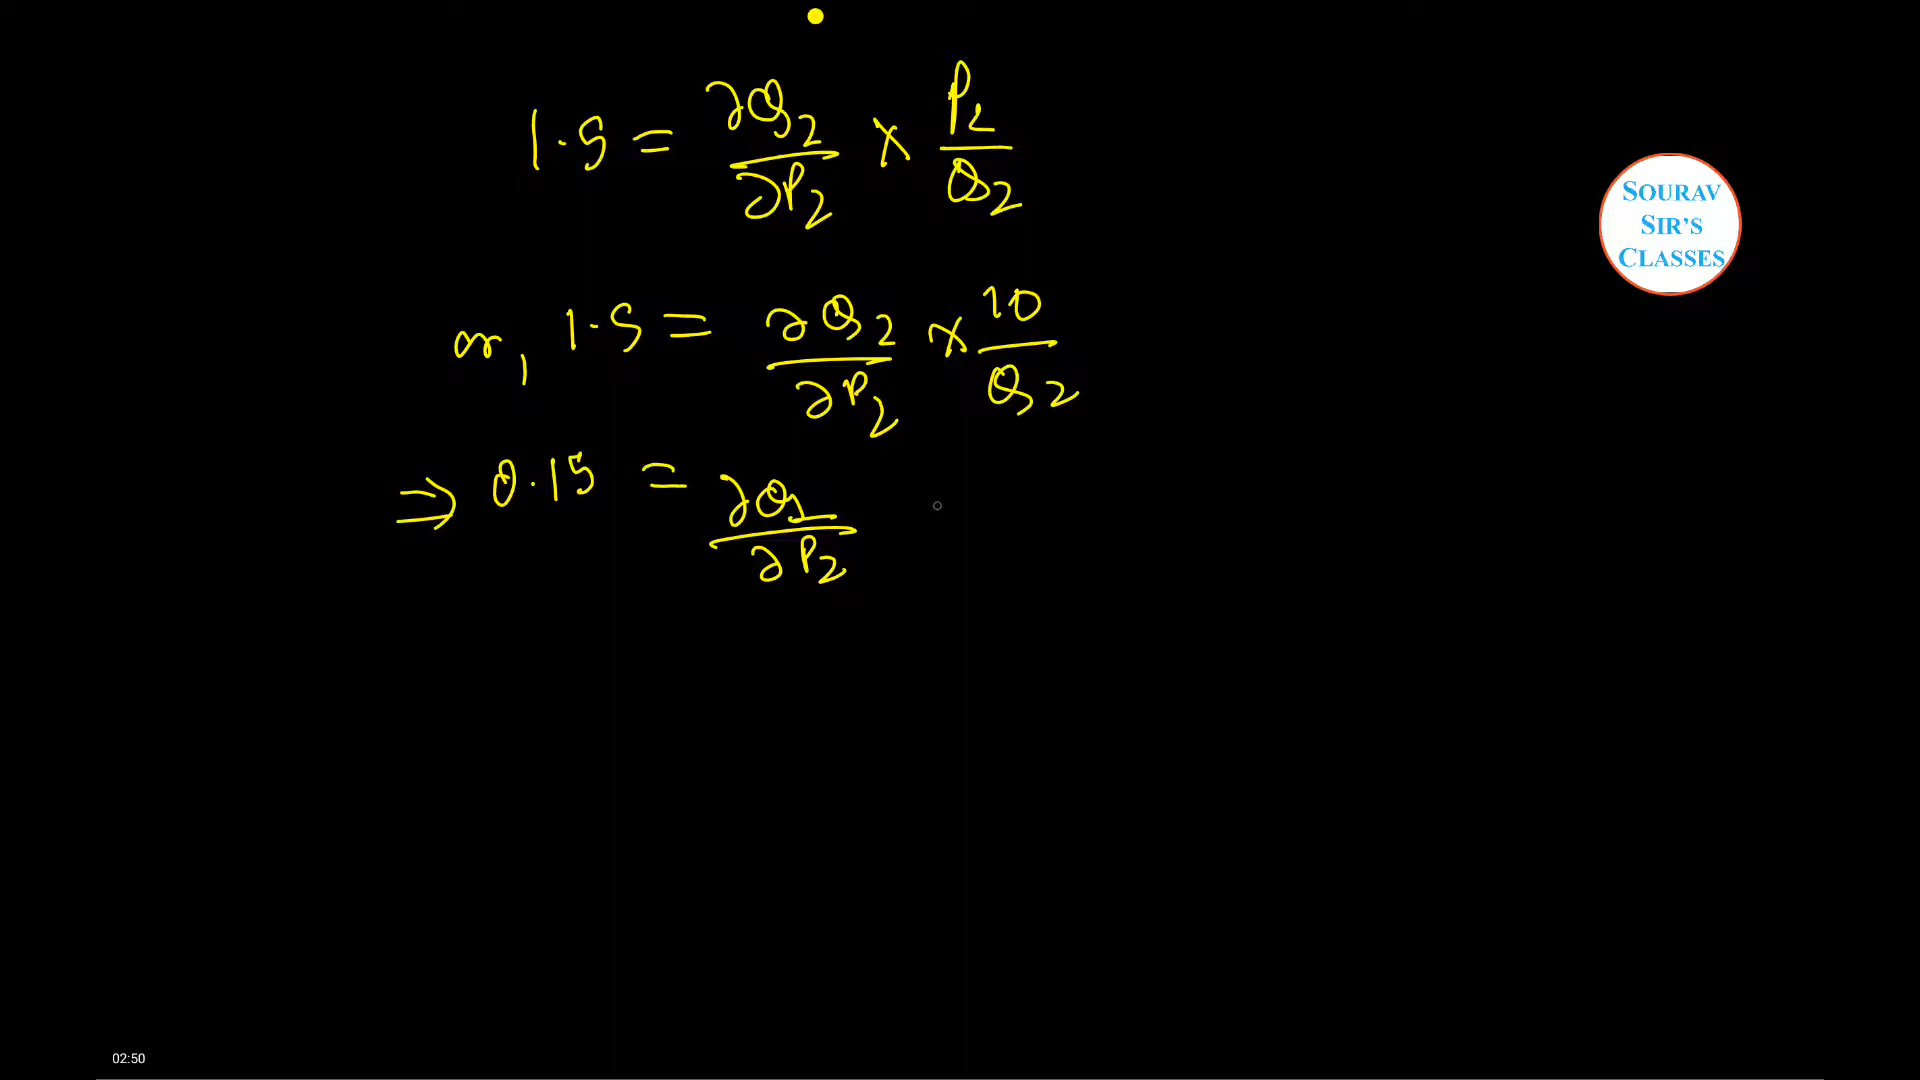 1.5 = ∂Q2/∂P2 × P2/Q2
or, 1.5 = ∂Q2/∂P2 × 10/Q2
⇒ 0.15 = ∂Q2/∂P2
SOURAV
SIR'S
CLASSES
02:50